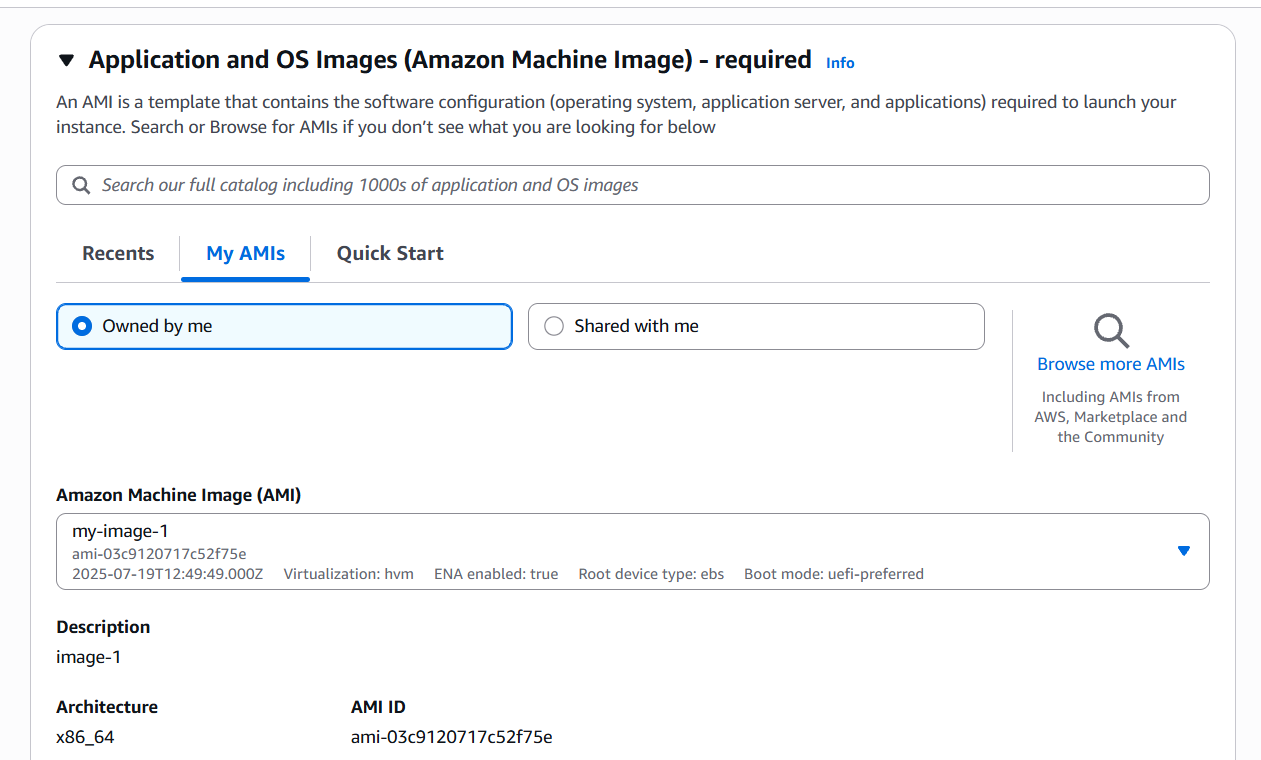 Application and OS Images (Amazon Machine Image) - required Info
An AMI is a template that contains the software configuration (operating system, application server, and applications) required to launch your
instance. Search or Browse for AMIs if you don’t see what you are looking for below
Search our full catalog including 1000s of application and OS images
Recents My AMIs Quick Start
Owned by me Shared with me
Browse more AMIs
Including AMIs from
AWS, Marketplace and
the Community
Amazon Machine Image (AMI)
my-image-1
ami-03c9120717c52f75e
2025-07-19T12:49:49.000Z Virtualization: hvm ENA enabled: true Root device type: ebs Boot mode: uefi-preferred
Description
image-1
Architecture AMI ID
x86_64 ami-03c9120717c52f75e